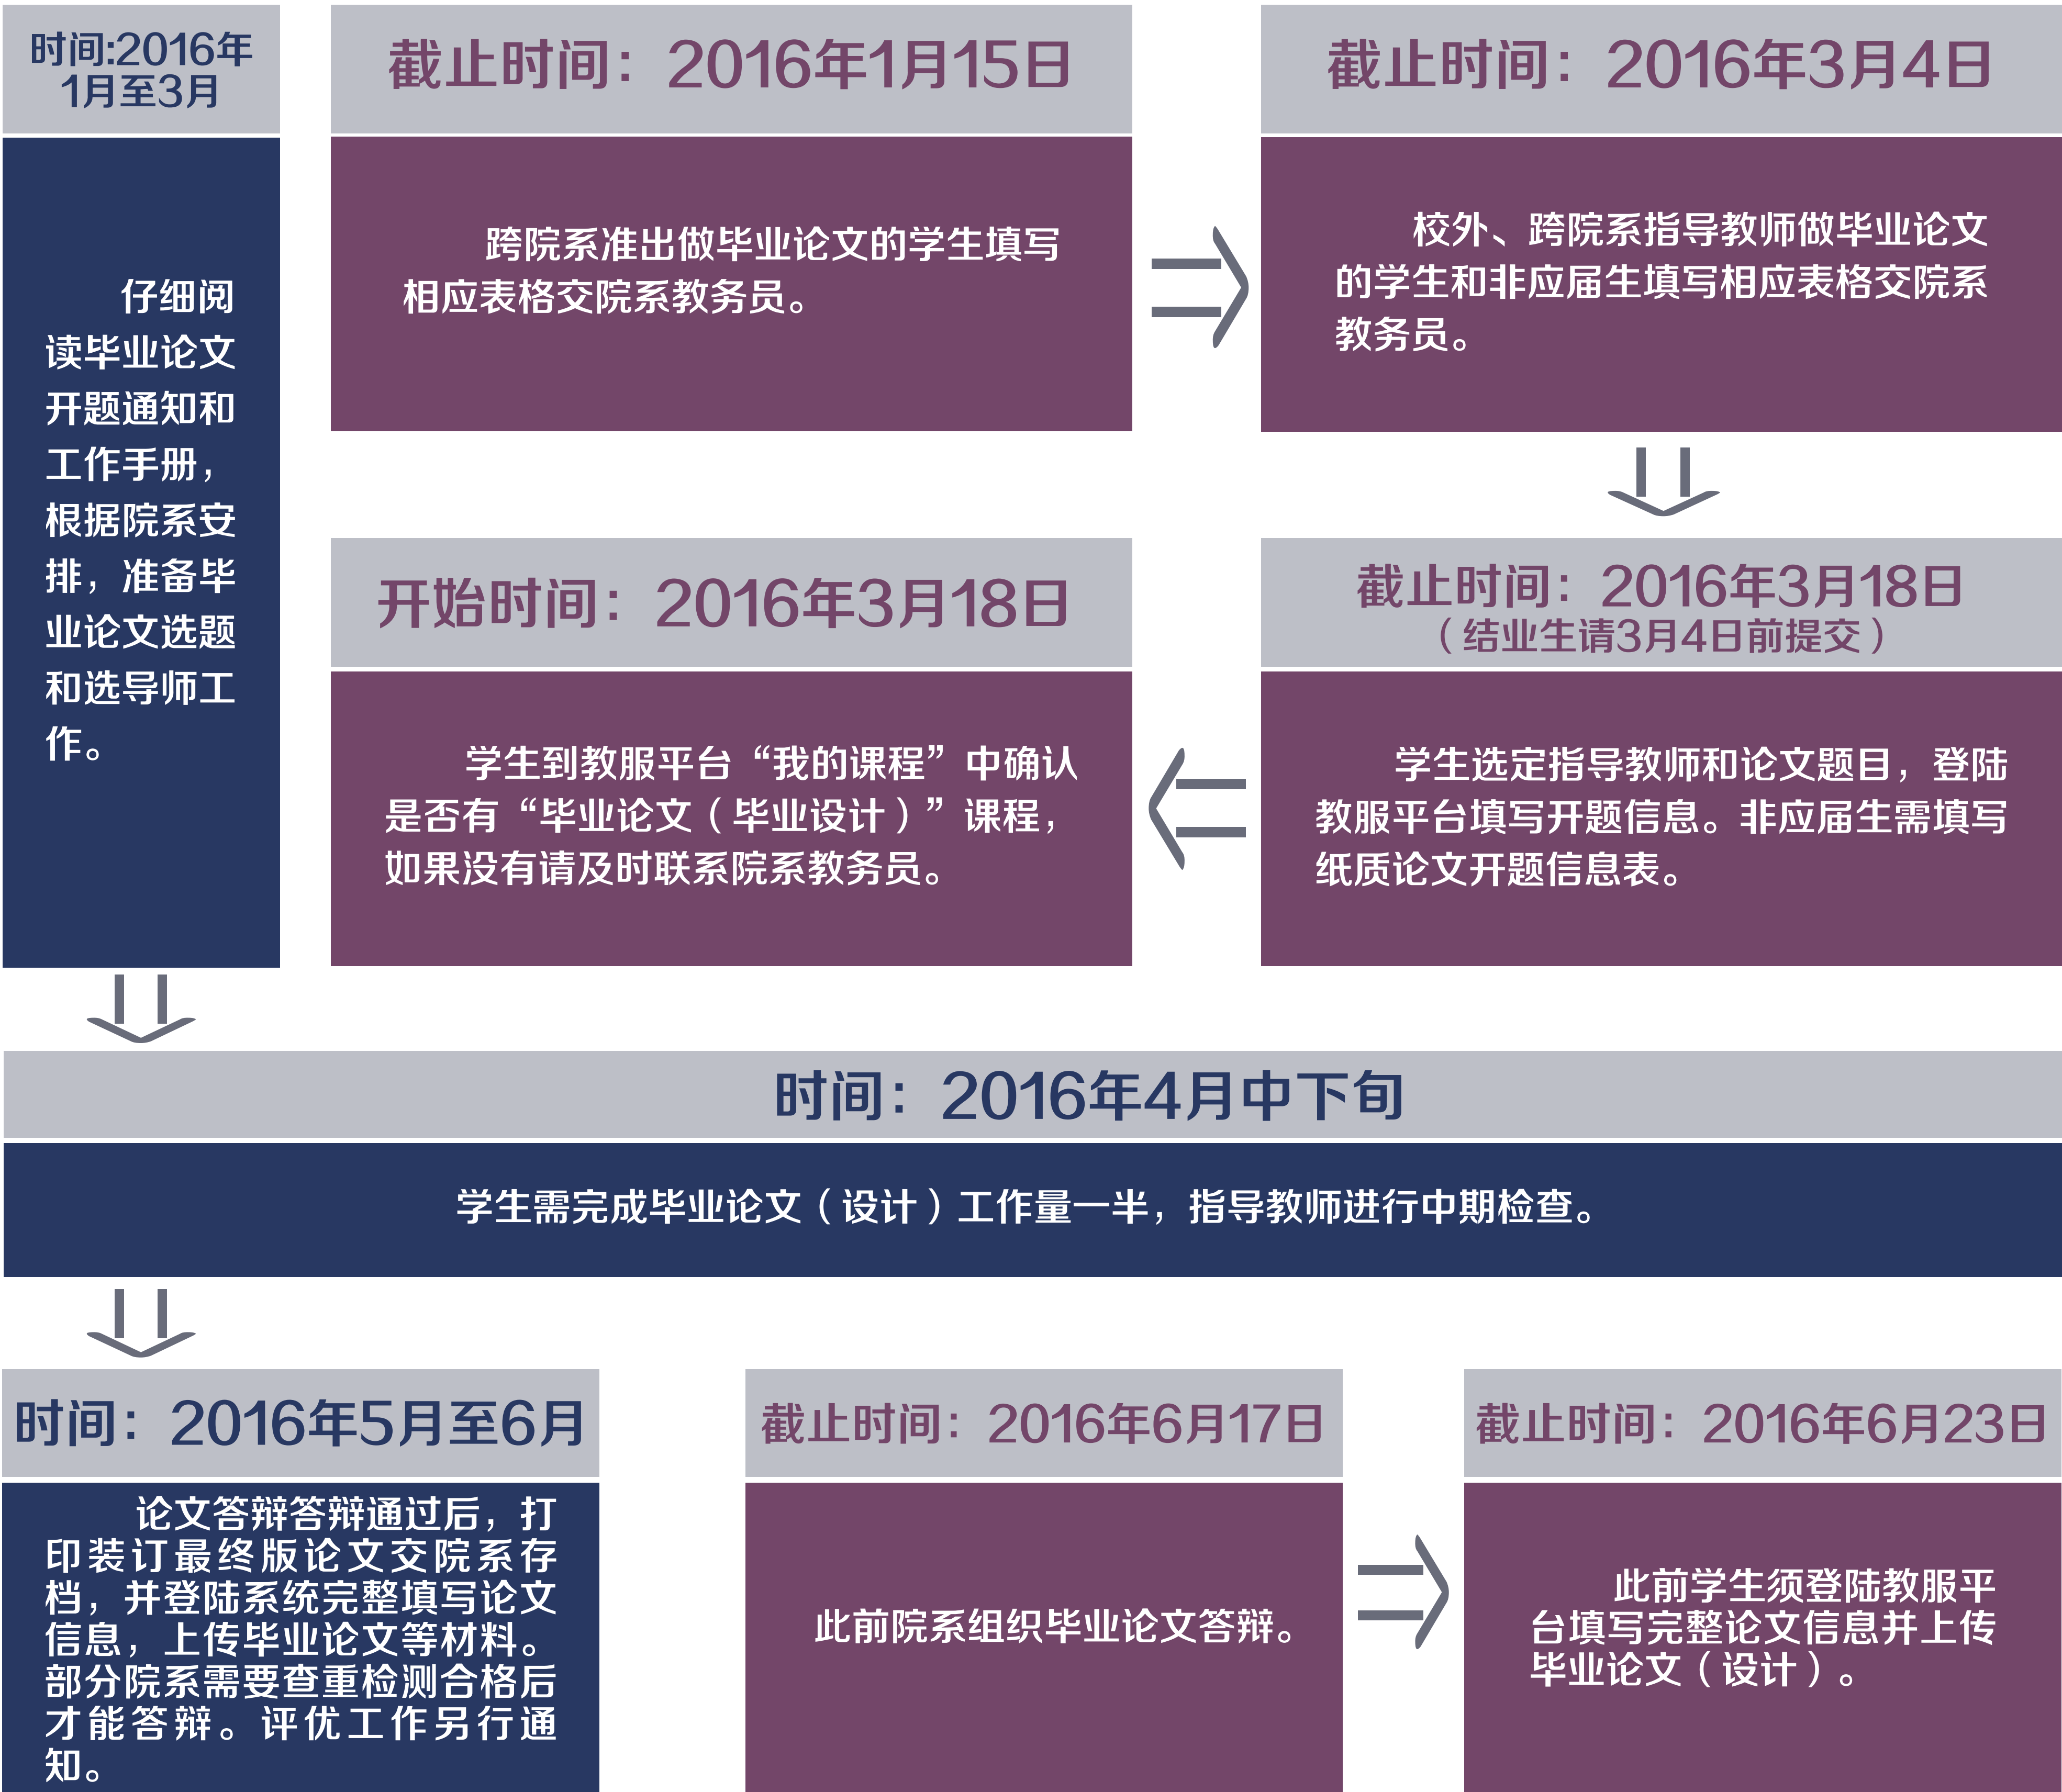 时间:2016年
1月至3月
仔细阅
读毕业论文
开题通知和
工作手册，
根据院系安
排，准备毕
业论文选题
和选导师工
作。
截止时间：2016年1月15日
跨院系准出做毕业论文的学生填写
相应表格交院系教务员。
截止时间：2016年3月4日
校外、跨院系指导教师做毕业论文
的学生和非应届生填写相应表格交院系
教务员。
截止时间：2016年3月18日
（结业生请3月4日前提交）
学生选定指导教师和论文题目，登陆
教服平台填写开题信息。非应届生需填写
纸质论文开题信息表。
开始时间：2016年3月18日
学生到教服平台“我的课程”中确认
是否有“毕业论文（毕业设计）”课程，
如果没有请及时联系院系教务员。
时间：2016年4月中下旬
学生需完成毕业论文（设计）工作量一半，指导教师进行中期检查。
时间：2016年5月至6月
论文答辩答辩通过后，打
印装订最终版论文交院系存
档，并登陆系统完整填写论文
信息，上传毕业论文等材料。
部分院系需要查重检测合格后
才能答辩。评优工作另行通
知。
截止时间：2016年6月17日
此前院系组织毕业论文答辩。
截止时间：2016年6月23日
此前学生须登陆教服平
台填写完整论文信息并上传
毕业论文（设计）。